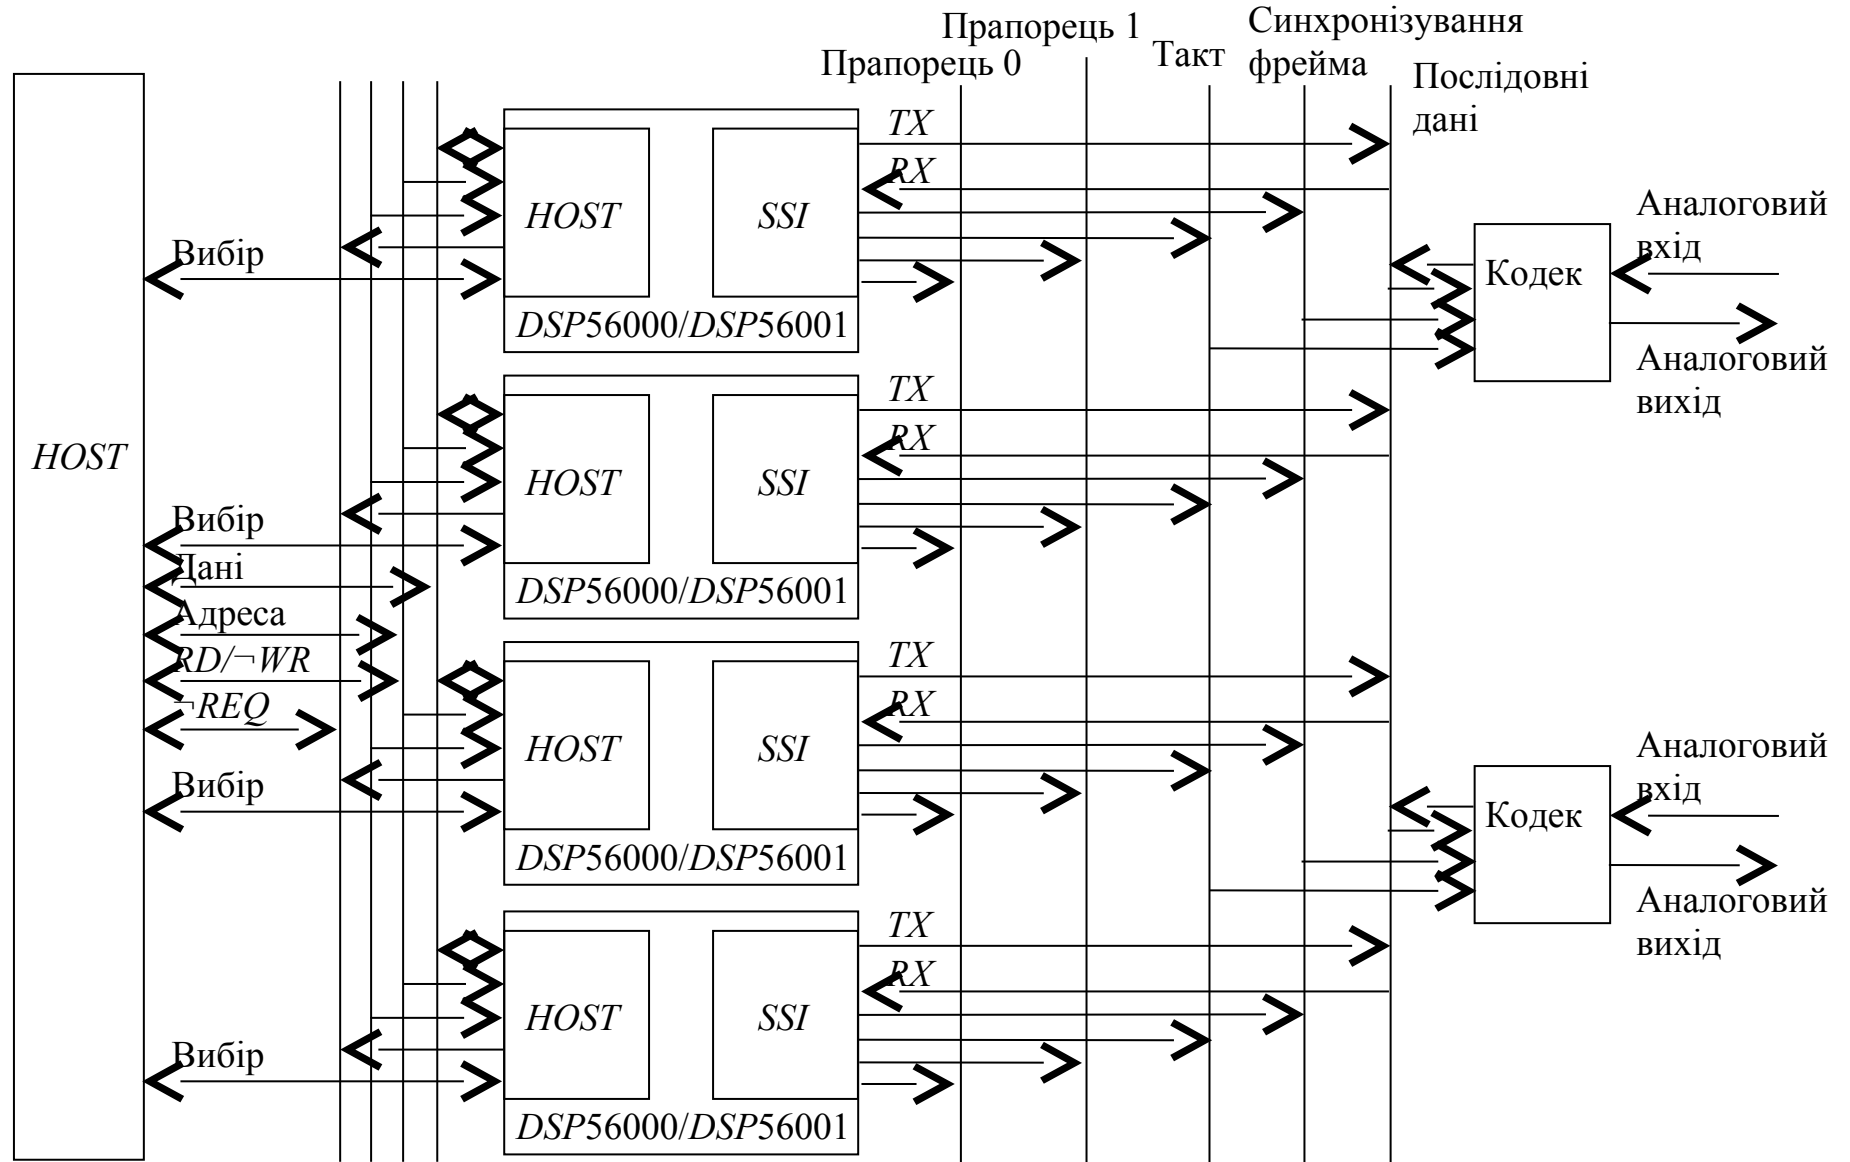 Прапорець 1
Синхронізування
фрейма
Такт
Прапорець 0
Послідовні
дані
HOST
Вибір
HOST
SSI
DSP56000/DSP56001
TX
RX
Кодек
Аналоговий
вхід
Аналоговий
вихід
Вибір
HOST
SSI
DSP56000/DSP56001
TX
RX
Дані
Адреса
RD/¬WR
¬REQ
Вибір
HOST
SSI
DSP56000/DSP56001
TX
RX
Кодек
Аналоговий
вхід
Аналоговий
вихід
Вибір
HOST
SSI
DSP56000/DSP56001
TX
RX